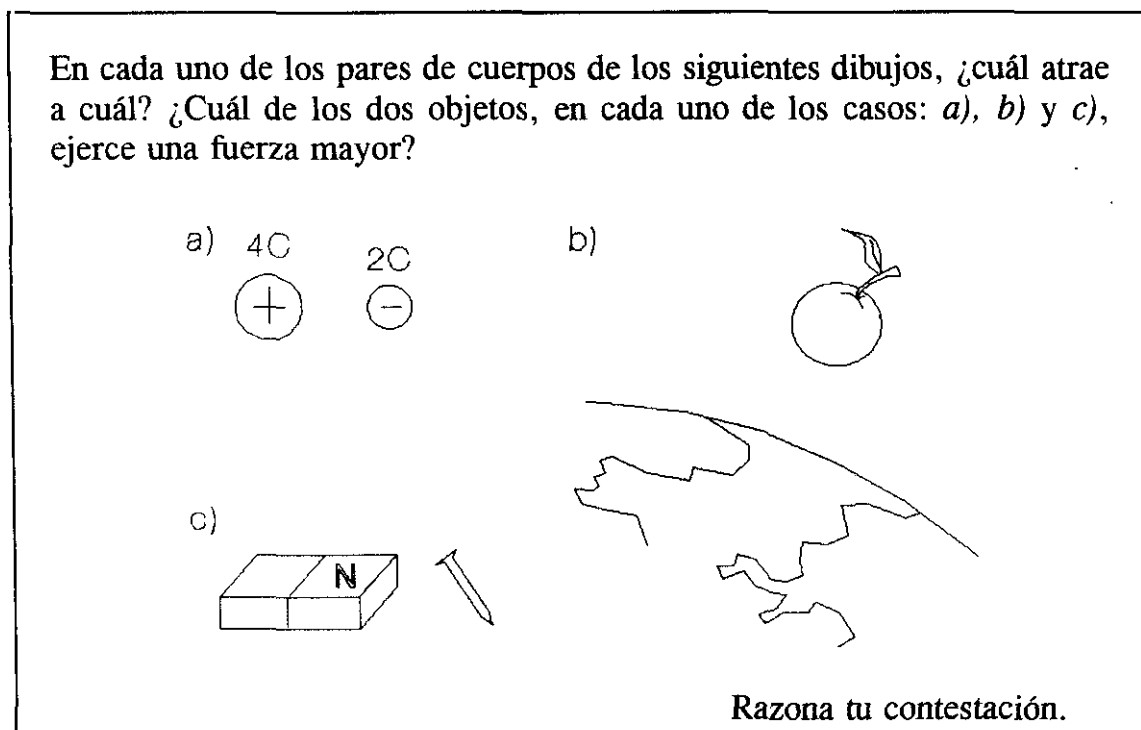 En cada uno de los pares de cuerpos de los siguientes dibujos, ¿cuál atrae
a cuál? ¿Cuál de los dos objetos, en cada uno de los casos: a), b) y c),
ejerce una fuerza mayor?
a) 4C 2C b)
+ −
c)
N
Razona tu contestación.